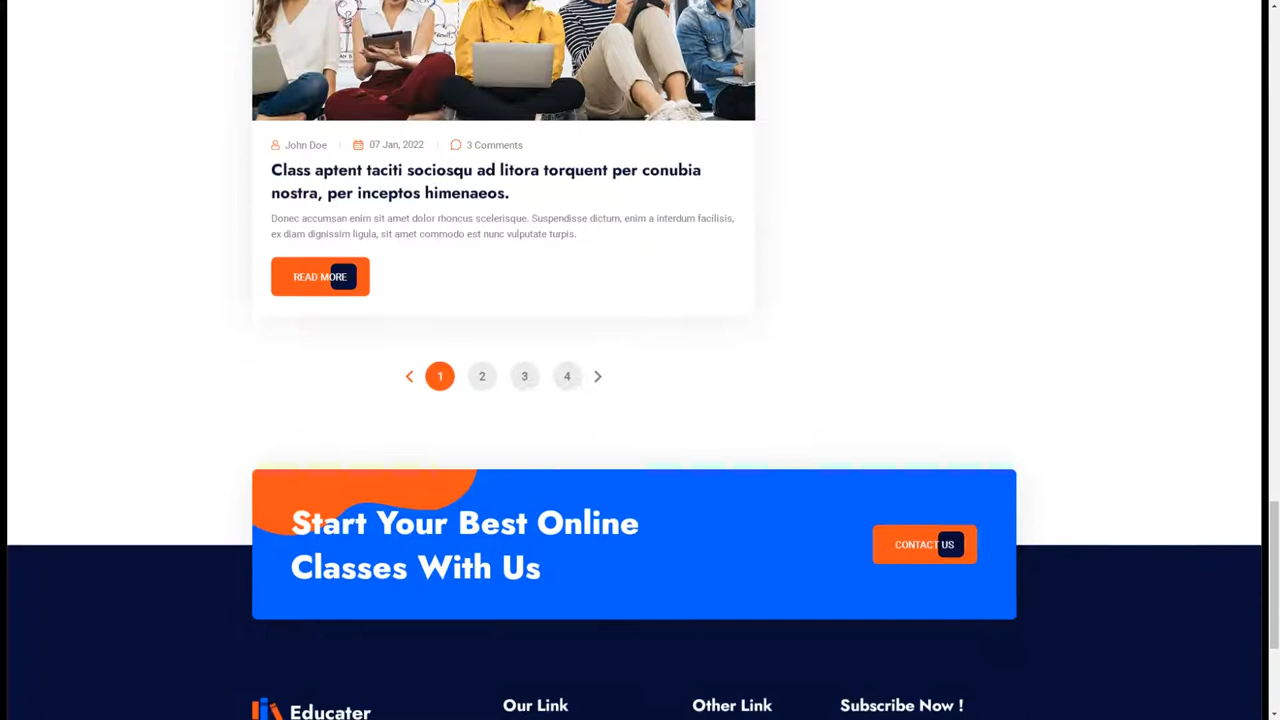 John Doe 07 Jan, 2022 3 Comments
Class aptent taciti sociosqu ad litora torquent per conubia
nostra, per inceptos himenaeos.
Donec accumsan enim sit amet dolor rhoncus scelerisque. Suspendisse dictum, enim a interdum facilisis,
ex diam dignissim ligula, sit amet commodo est nunc vulputate turpis.
READ MORE
1 2 3 4
Start Your Best Online
Classes With Us
CONTACT US
Educater
Our Link
Other Link
Subscribe Now !